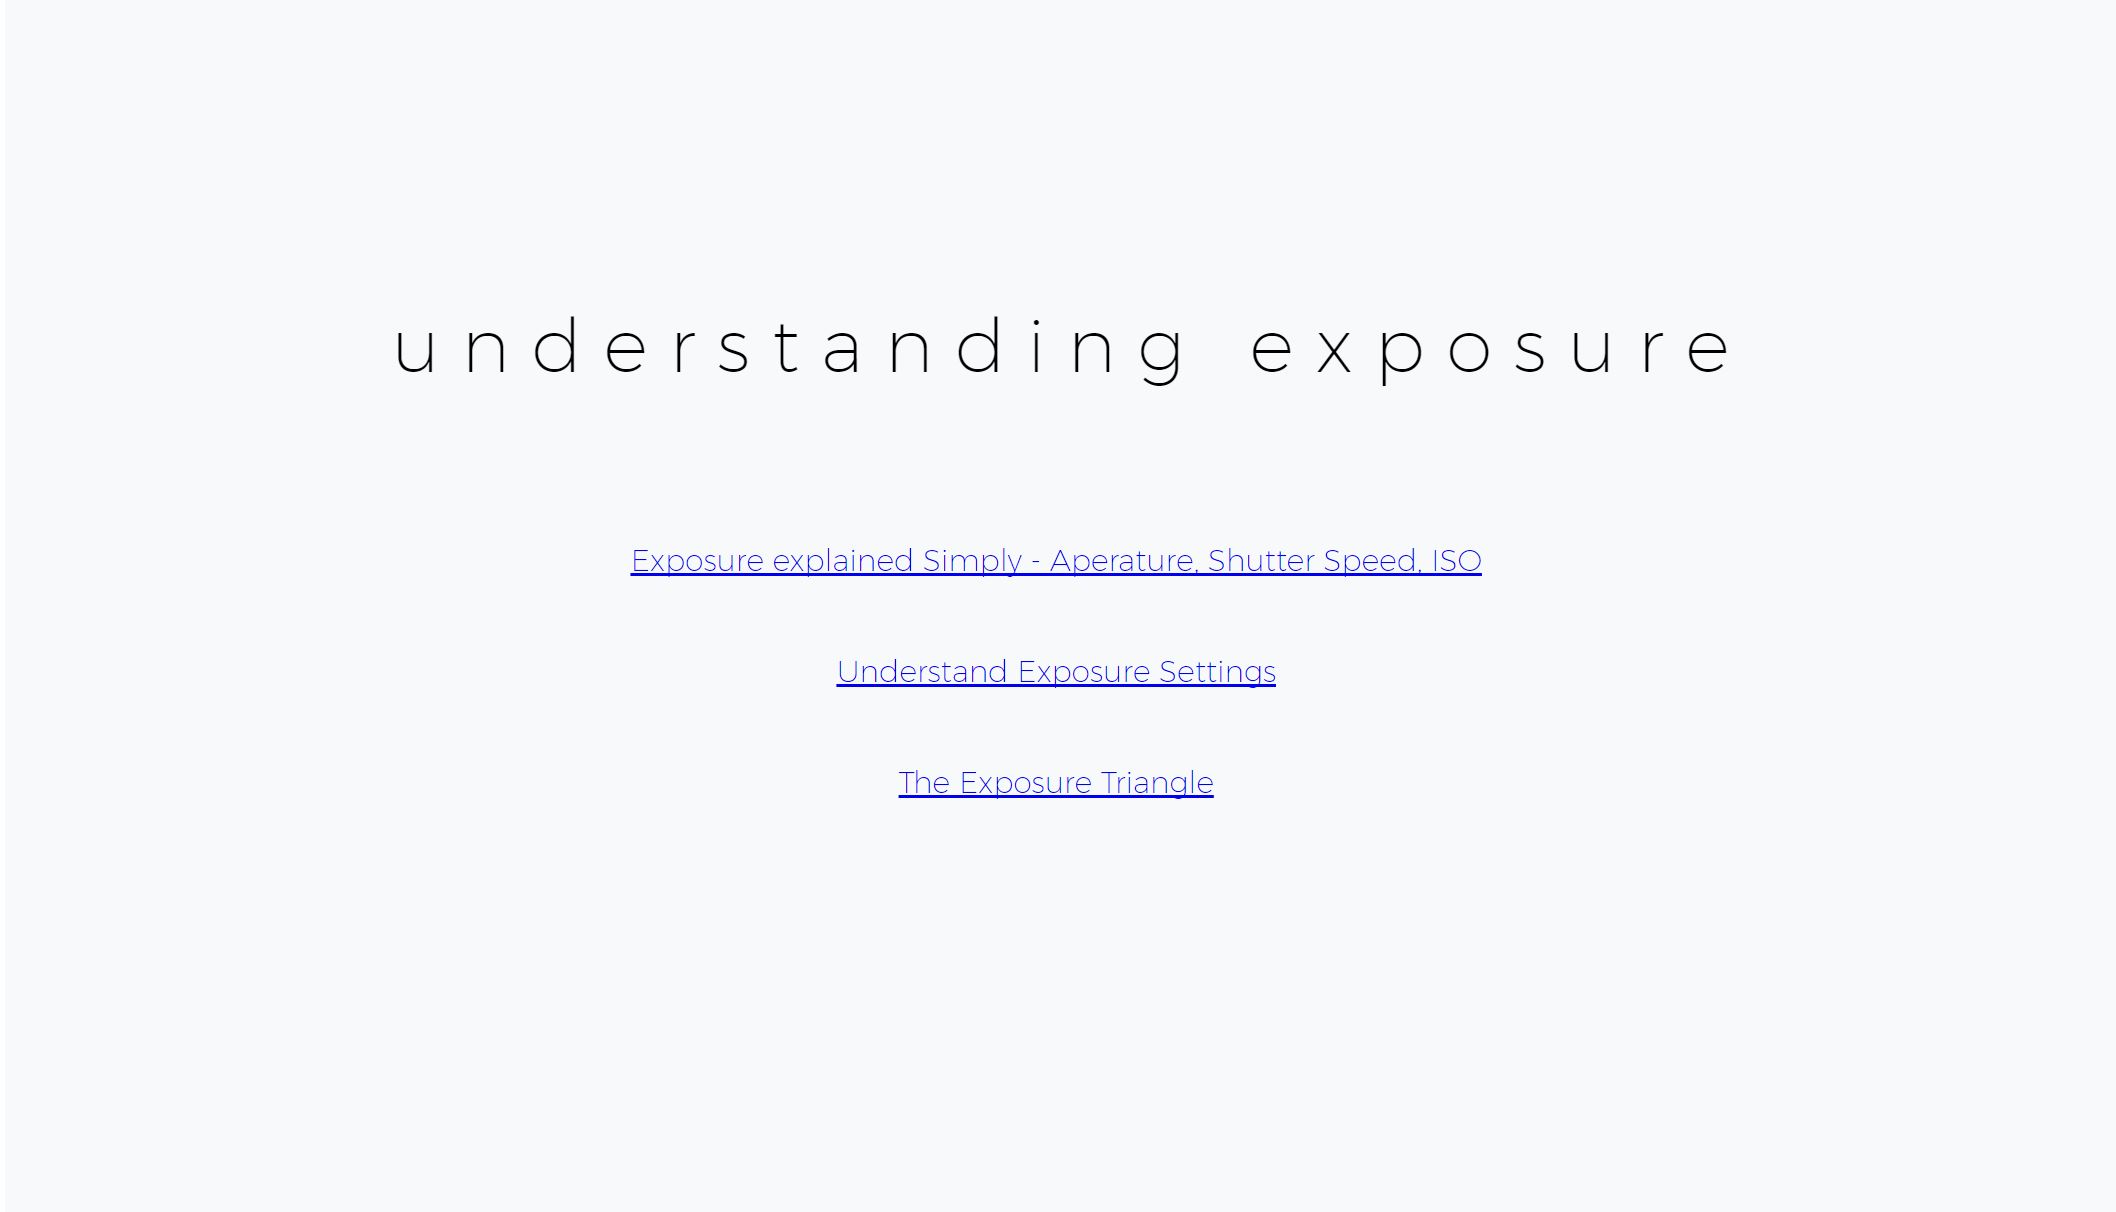 understanding exposure
Exposure explained Simply - Aperature, Shutter Speed, ISO
Understand Exposure Settings
The Exposure Triangle